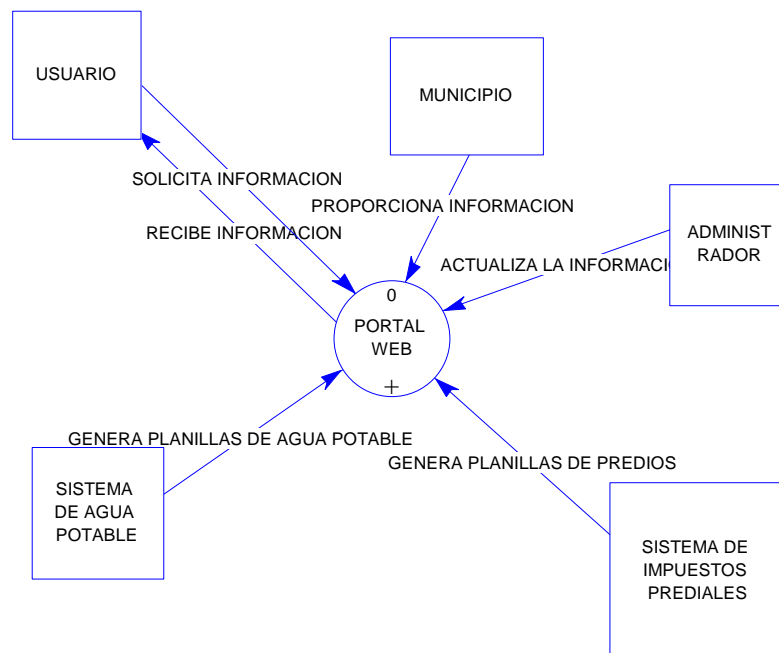 USUARIO
MUNICIPIO
SOLICITA INFORMACION
PROPORCIONA INFORMACION
RECIBE INFORMACION
ADMINIST
RADOR
ACTUALIZA LA INFORMACI
0
PORTAL
WEB
+
GENERA PLANILLAS DE AGUA POTABLE
GENERA PLANILLAS DE PREDIOS
SISTEMA
DE AGUA
POTABLE
SISTEMA DE
IMPUESTOS
PREDIALES